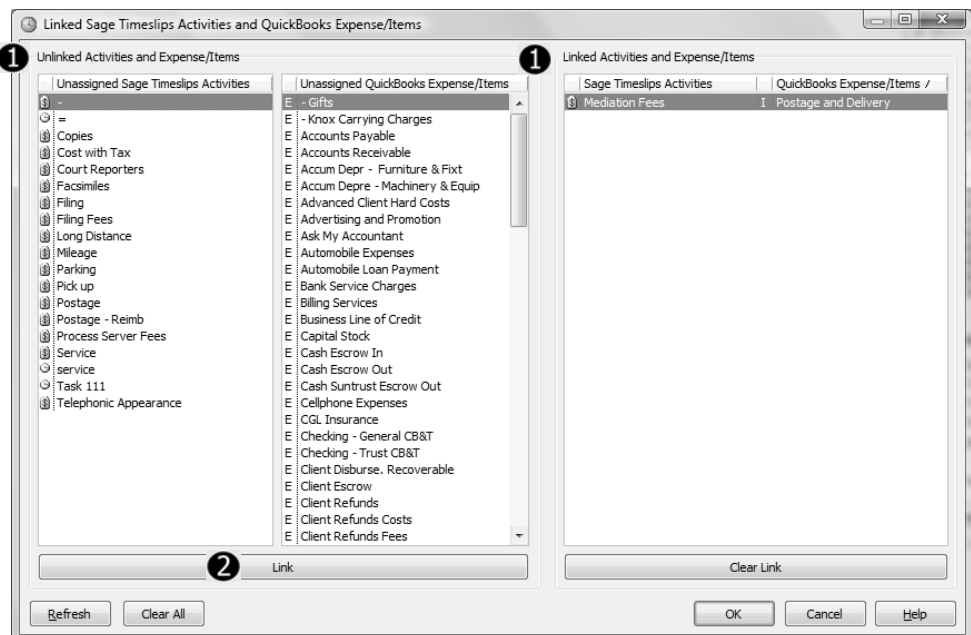 Linked Sage Timeslips Activities and QuickBooks Expense/Items
1 Unlinked Activities and Expense/Items
Unassigned Sage Timeslips Activities
-
=
Copies
Cost with Tax
Court Reporters
Facsimiles
Filing
Filing Fees
Long Distance
Mileage
Parking
Pick up
Postage
Postage - Reimb
Process Server Fees
Service
service
Task 111
Telephonic Appearance
Unassigned QuickBooks Expense/Items
E - Gifts
E - Knox Carrying Charges
E Accounts Payable
E Accounts Receivable
E Accum Depr - Furniture & Fixt
E Accum Depre - Machinery & Equip
E Advanced Client Hard Costs
E Advertising and Promotion
E Ask My Accountant
E Automobile Expenses
E Automobile Loan Payment
E Bank Service Charges
E Billing Services
E Business Line of Credit
E Capital Stock
E Cash Escrow In
E Cash Escrow Out
E Cash Suntrust Escrow Out
E Cellphone Expenses
E CGL Insurance
E Checking - General CB&T
E Checking - Trust CB&T
E Client Disburse. Recoverable
E Client Escrow
E Client Refunds
E Client Refunds Costs
E Client Refunds Fees
2 Link
1 Linked Activities and Expense/Items
Sage Timeslips Activities QuickBooks Expense/Items /
Mediation Fees I Postage and Delivery
Clear Link
Refresh Clear All OK Cancel Help